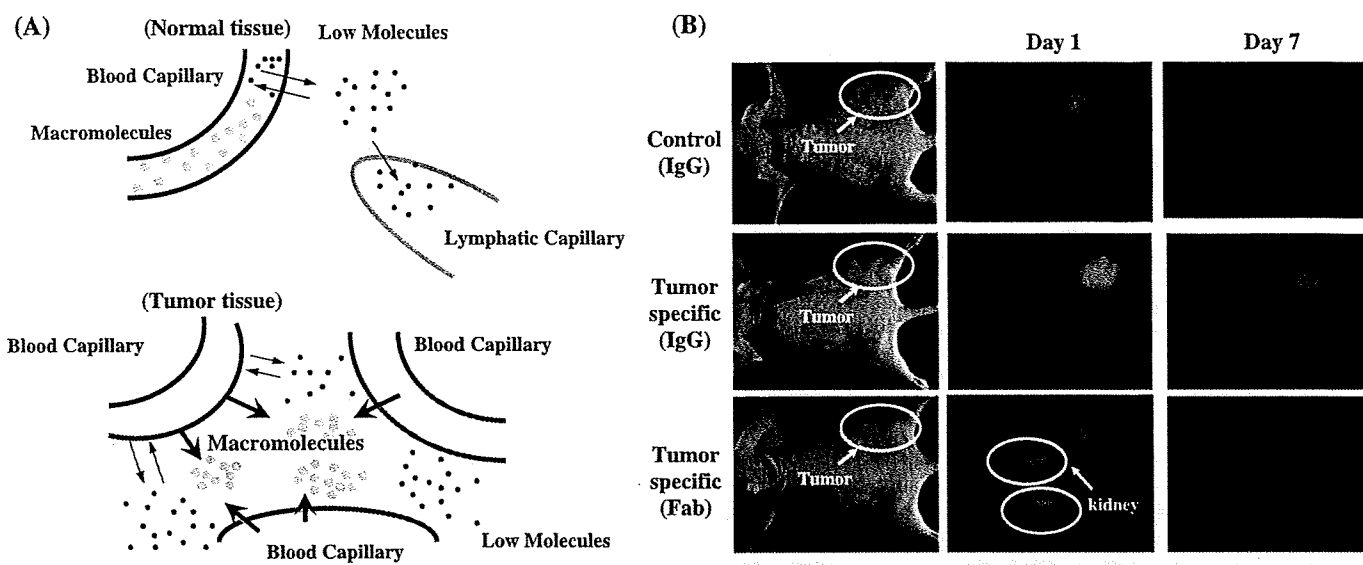 (A)
(Normal tissue)
Low Molecules
Blood Capillary
Macromolecules
Lymphatic Capillary
(Tumor tissue)
Blood Capillary
Blood Capillary
Macromolecules
Low Molecules
Blood Capillary
(B)
Day 1
Day 7
Control
(IgG)
Tumor
Tumor
specific
(IgG)
Tumor
Tumor
specific
(Fab)
Tumor
kidney